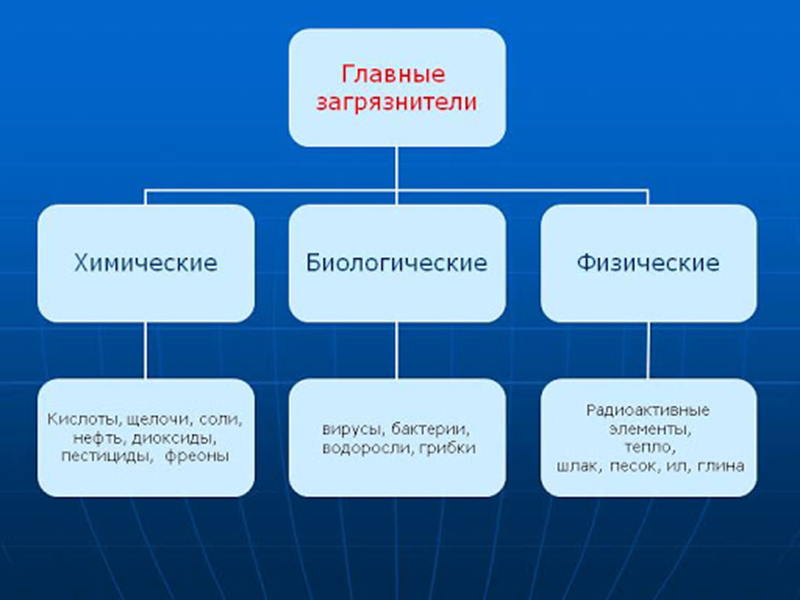 Главные
загрязнители
Химические
Биологические
Физические
Кислоты, щелочи, соли,
нефть, диоксиды,
пестициды, фреоны
вирусы, бактерии,
водоросли, грибки
Радиоактивные
элементы,
тепло,
шлак, песок, ил, глина